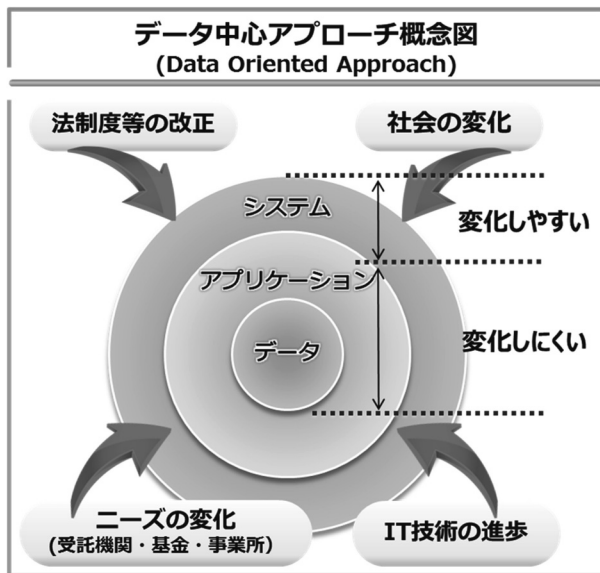 データ中心アプローチ概念図
(Data Oriented Approach)
法制度等の改正
社会の変化
システム
変化しやすい
アプリケーション
データ
変化しにくい
ニーズの変化
(受託機関・基金・事業所)
IT技術の進歩